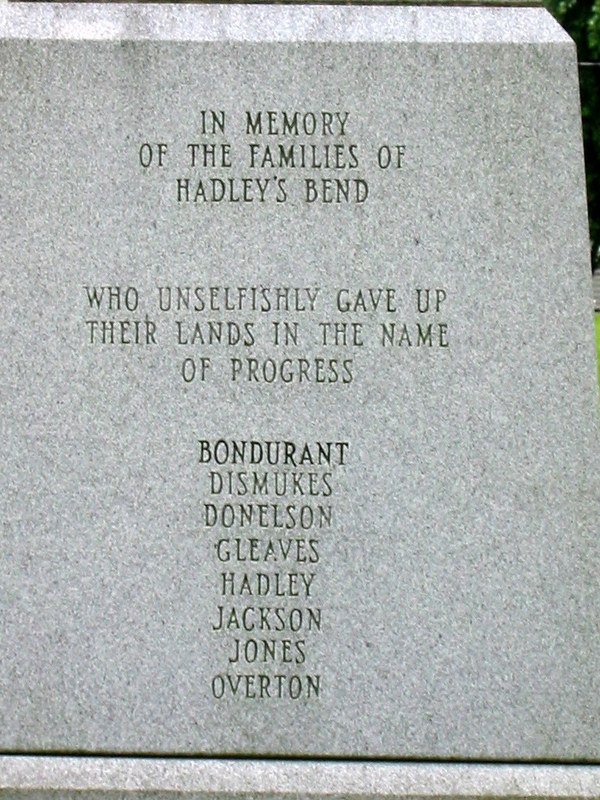 IN MEMORY
OF THE FAMILIES OF
HADLEY'S BEND
WHO UNSELFISHLY GAVE UP
THEIR LANDS IN THE NAME
OF PROGRESS
BONDURANT
DISMUKES
DONELSON
GLEAVES
HADLEY
JACKSON
JONES
OVERTON